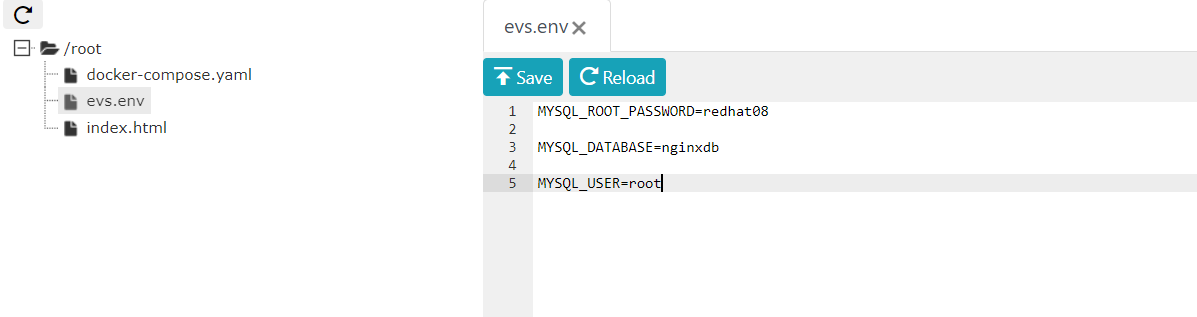 /root
docker-compose.yaml
evs.env
index.html
evs.env
Save
Reload
1 MYSQL_ROOT_PASSWORD=redhat08
2
3 MYSQL_DATABASE=nginxdb
4
5 MYSQL_USER=root